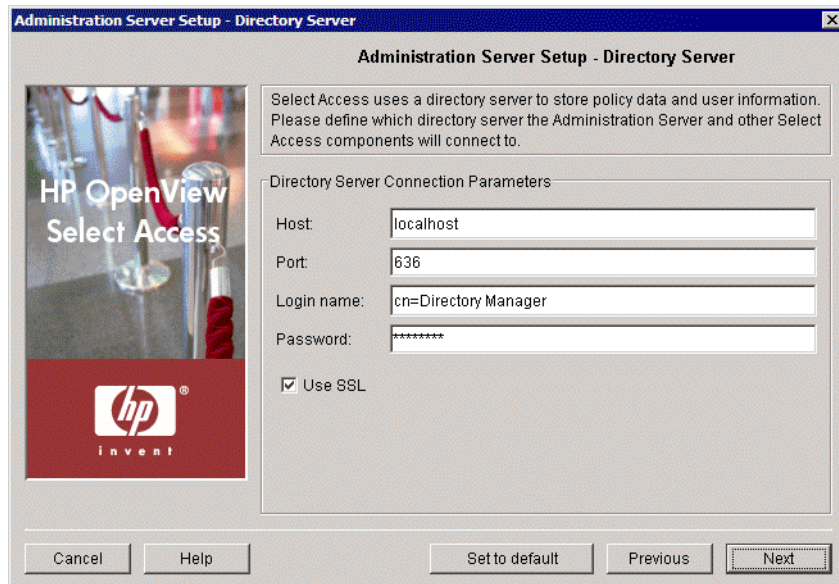 Administration Server Setup - Directory Server
Administration Server Setup - Directory Server
HP OpenView
Select Access
hp
®
invent
Select Access uses a directory server to store policy data and user information.
Please define which directory server the Administration Server and other Select
Access components will connect to.
Directory Server Connection Parameters
Host:
localhost
Port:
636
Login name:
cn=Directory Manager
Password:
********
Use SSL
Cancel
Help
Set to default
Previous
Next